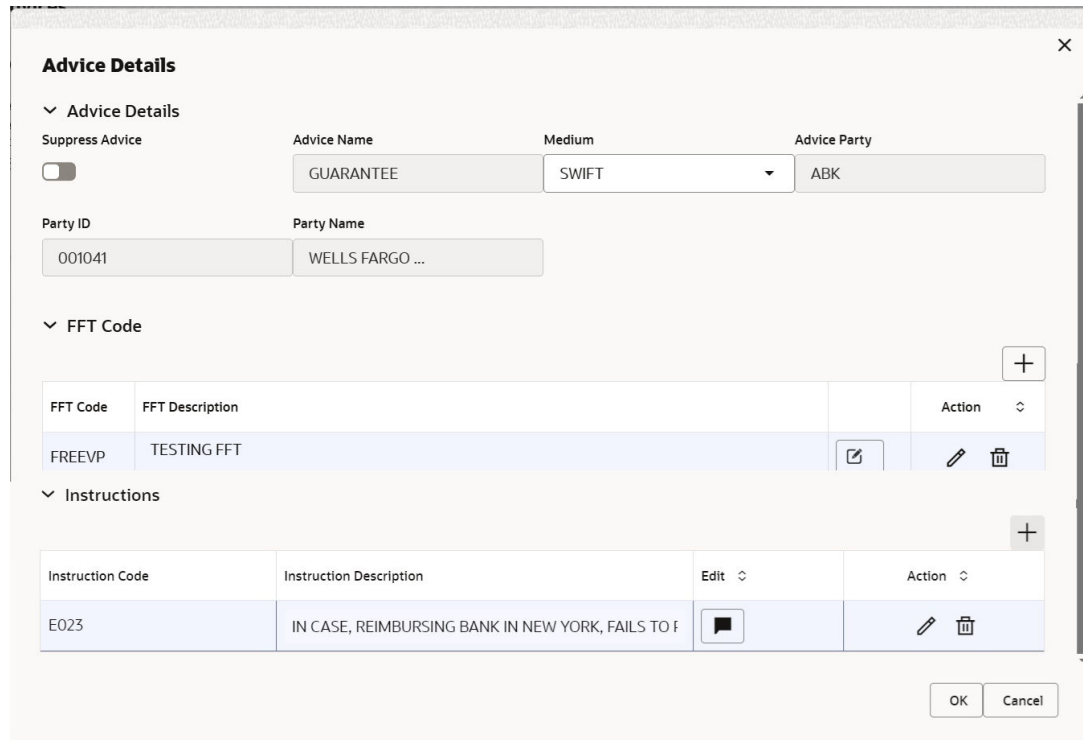 Advice Details
Advice Details
Suppress Advice Advice Name Medium Advice Party
GUARANTEE SWIFT ABK
Party ID Party Name
001041 WELLS FARGO ...
FFT Code
FFT Code FFT Description Action
FREEVP TESTING FFT
Instructions
Instruction Code Instruction Description Edit Action
E023 IN CASE, REIMBURSING BANK IN NEW YORK, FAILS TO
OK Cancel